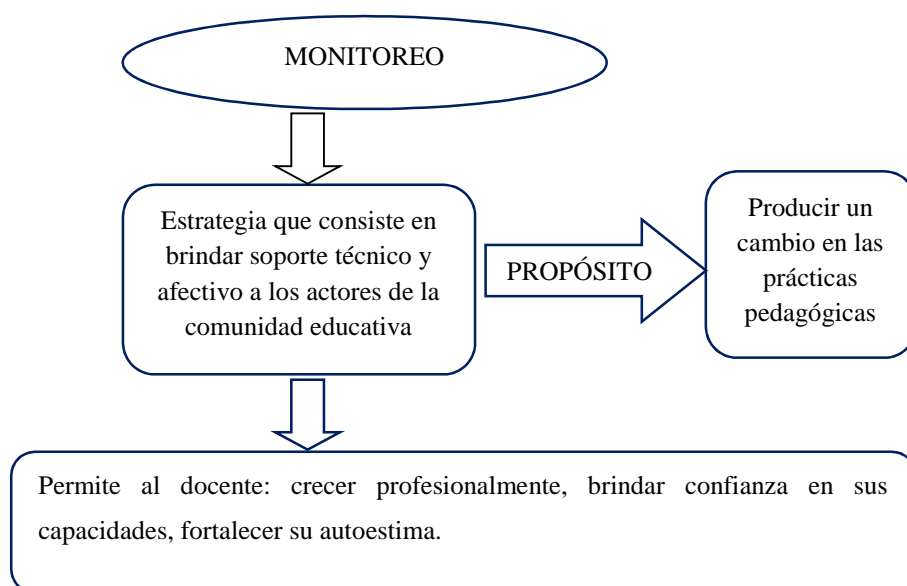 MONITOREO
Estrategia que consiste en
brindar soporte técnico y
afectivo a los actores de la
comunidad educativa
PROPÓSITO
Producir un
cambio en las
prácticas
pedagógicas
Permite al docente: crecer profesionalmente, brindar confianza en sus
capacidades, fortalecer su autoestima.